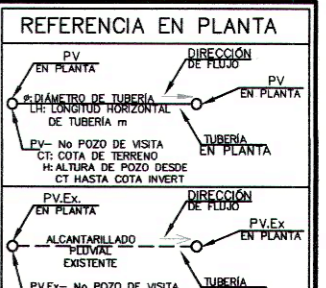 REFERENCIA EN PLANTA
PV
EN PLANTA
DIRECCIÓN
DE FLUJO
PV
EN PLANTA
ø:DIÁMETRO DE TUBERÍA
LH: LONGITUD HORIZONTAL
DE TUBERÍA m
TUBERÍA
EN PLANTA
PV– No POZO DE VISITA
CT: COTA DE TERRENO
H: ALTURA DE POZO DESDE
CT HASTA COTA INVERT
PV.Ex.
EN PLANTA
DIRECCIÓN
DE FLUJO
PV.Ex
EN PLANTA
ALCANTARILLADO
PLUVIAL
EXISTENTE
TUBERÍA
PV.Ex– No POZO DE VISITA